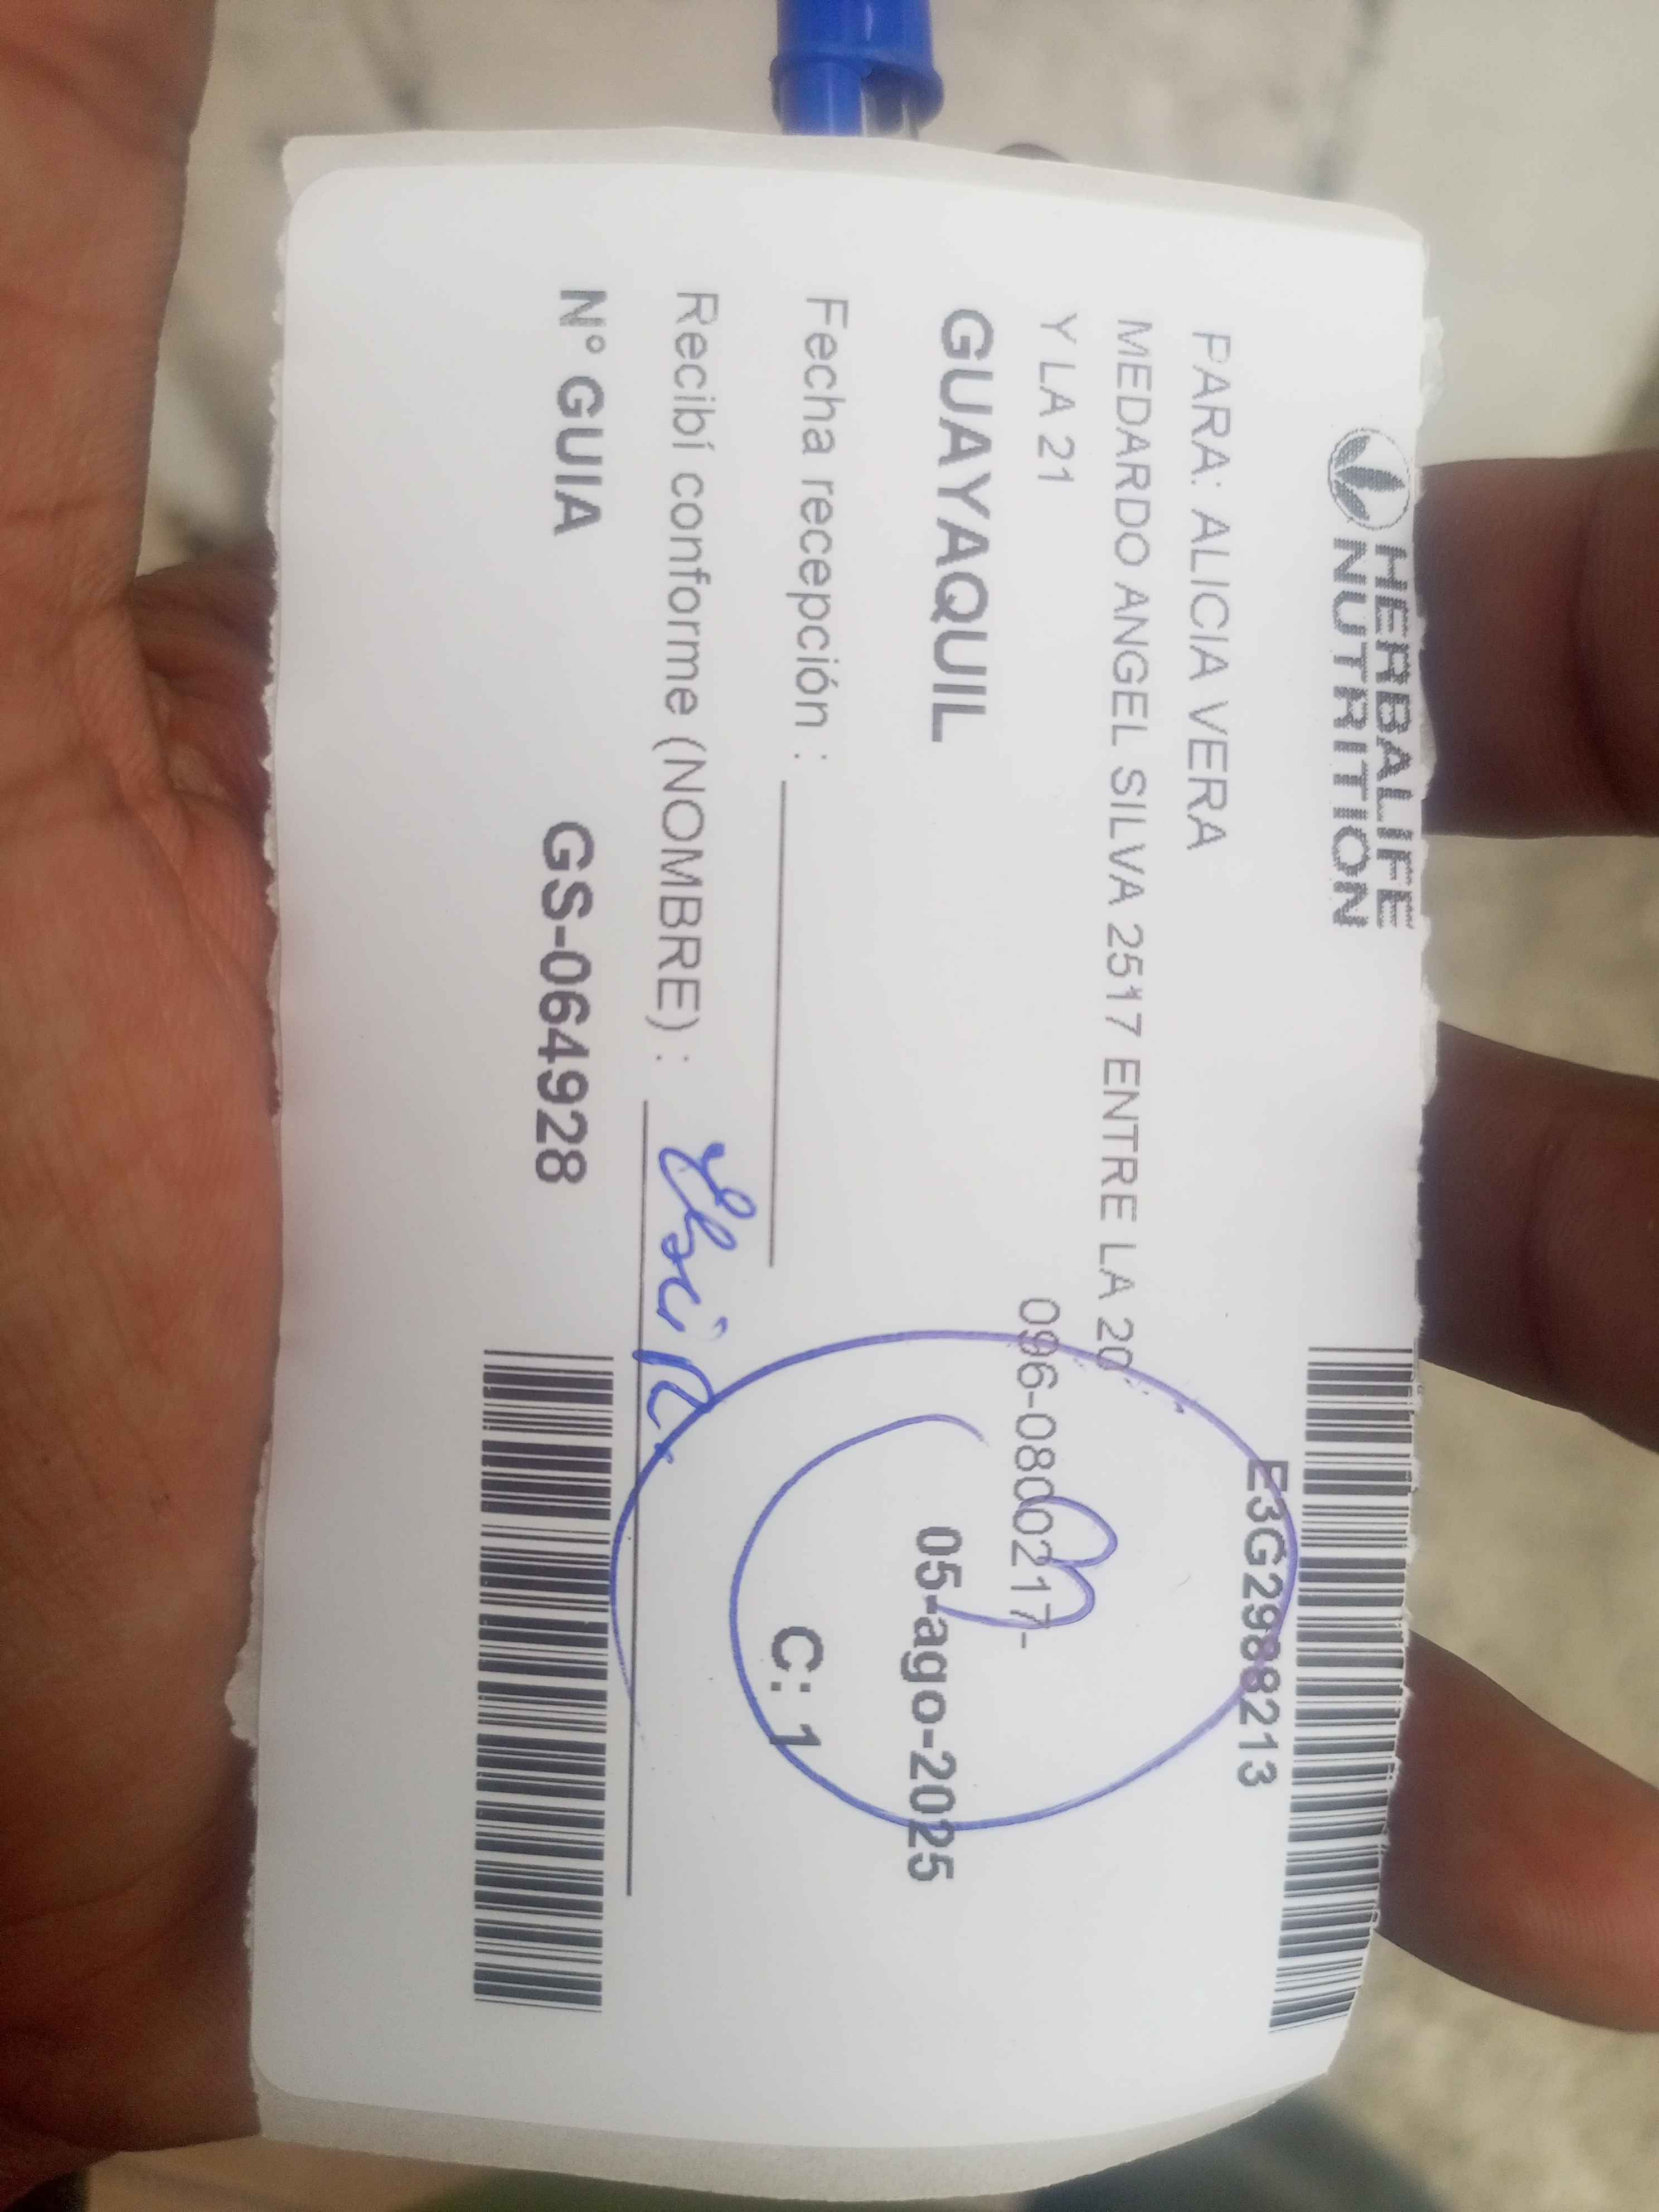 HERBALIFE
NUTRITION
E3G2988213
PARA: ALICIA VERA
MEDARDO ANGEL SILVA 2517 ENTRE LA 20
Y LA 21
096-0800217-
GUAYAQUIL
05-ago-2025
Fecha recepción :
C: 1
Recibí conforme (NOMBRE) :
N° GUIA GS-064928